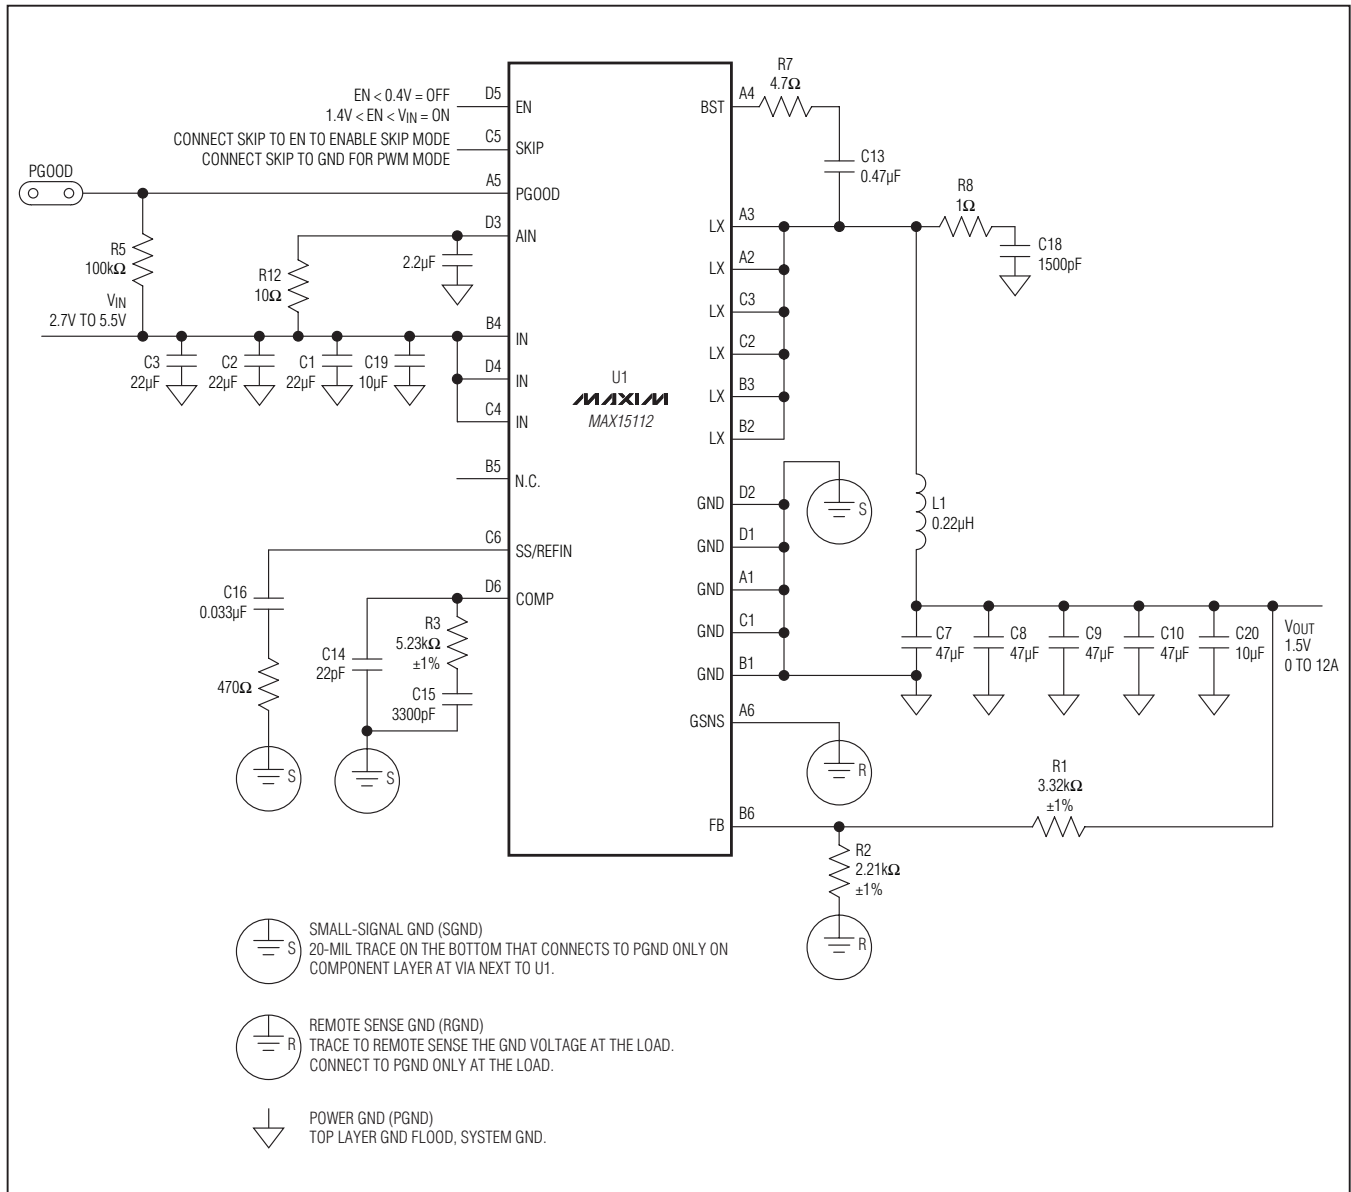 EN < 0.4V = OFF
1.4V < EN < VIN = ON
D5
EN
CONNECT SKIP TO EN TO ENABLE SKIP MODE
CONNECT SKIP TO GND FOR PWM MODE
C5
SKIP
PGOOD
A5
PGOOD
D3
AIN
2.2µF
R5
100kΩ
R12
10Ω
VIN
2.7V TO 5.5V
B4
IN
C3
22µF
C2
22µF
C1
22µF
C19
10µF
D4
IN
C4
IN
B5
N.C.
C6
SS/REFIN
C16
0.033µF
470Ω
S
D6
COMP
R3
5.23kΩ
±1%
C14
22pF
C15
3300pF
S
U1
MAXIM
MAX15112
BST
A4
R7
4.7Ω
C13
0.47µF
LX
A3
R8
1Ω
C18
1500pF
LX
A2
LX
C3
LX
C2
LX
B3
LX
B2
GND
D2
S
GND
D1
GND
A1
GND
C1
GND
B1
L1
0.22µH
C7
47µF
C8
47µF
C9
47µF
C10
47µF
C20
10µF
VOUT
1.5V
0 TO 12A
GSNS
A6
R
R1
3.32kΩ
±1%
FB
B6
R2
2.21kΩ
±1%
R
S
SMALL-SIGNAL GND (SGND)
20-MIL TRACE ON THE BOTTOM THAT CONNECTS TO PGND ONLY ON
COMPONENT LAYER AT VIA NEXT TO U1.
R
REMOTE SENSE GND (RGND)
TRACE TO REMOTE SENSE THE GND VOLTAGE AT THE LOAD.
CONNECT TO PGND ONLY AT THE LOAD.
POWER GND (PGND)
TOP LAYER GND FLOOD, SYSTEM GND.